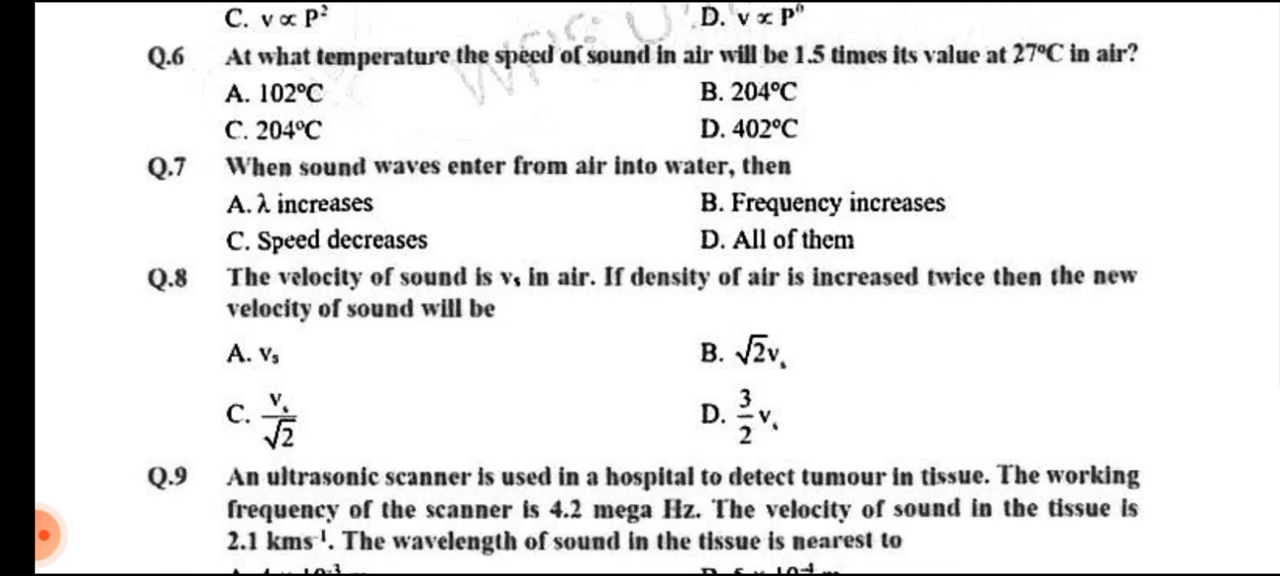 C. v ∝ P²
D. v ∝ P⁰
Q.6 At what temperature the speed of sound in air will be 1.5 times its value at 27°C in air?
A. 102°C
B. 204°C
C. 204°C
D. 402°C
Q.7 When sound waves enter from air into water, then
A. λ increases
B. Frequency increases
C. Speed decreases
D. All of them
Q.8 The velocity of sound is vₛ in air. If density of air is increased twice then the new
velocity of sound will be
A. vₛ
B. √2vₛ
C. vₛ/√2
D. 3/2 vₛ
Q.9 An ultrasonic scanner is used in a hospital to detect tumour in tissue. The working
frequency of the scanner is 4.2 mega Hz. The velocity of sound in the tissue is
2.1 kms⁻¹. The wavelength of sound in the tissue is nearest to